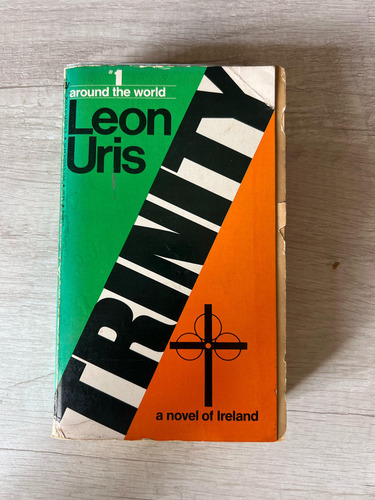 #1
around the world
Leon
Uris
TRINITY
a novel of Ireland